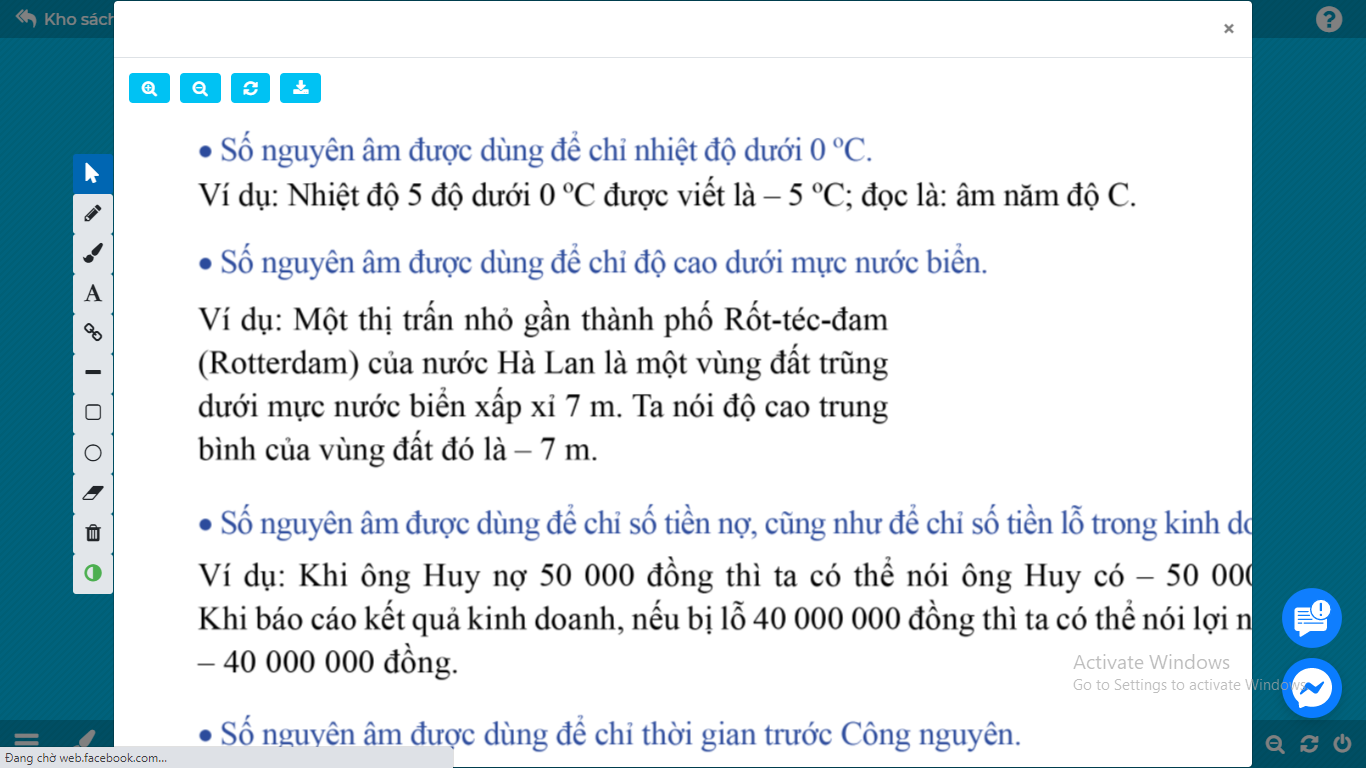 Kho sách
×
• Số nguyên âm được dùng để chỉ nhiệt độ dưới 0 °C.
Ví dụ: Nhiệt độ 5 độ dưới 0 °C được viết là – 5 °C; đọc là: âm năm độ C.
• Số nguyên âm được dùng để chỉ độ cao dưới mực nước biển.
Ví dụ: Một thị trấn nhỏ gần thành phố Rốt-téc-đam
(Rotterdam) của nước Hà Lan là một vùng đất trũng
dưới mực nước biển xấp xỉ 7 m. Ta nói độ cao trung
bình của vùng đất đó là – 7 m.
• Số nguyên âm được dùng để chỉ số tiền nợ, cũng như để chỉ số tiền lỗ trong kinh
Ví dụ: Khi ông Huy nợ 50 000 đồng thì ta có thể nói ông Huy có – 50
Khi báo cáo kết quả kinh doanh, nếu bị lỗ 40 000 000 đồng thì ta có thể nói lợi
– 40 000 000 đồng.
• Số nguyên âm được dùng để chỉ thời gian trước Công nguyên.
Activate Windows
Go to Settings to activate Windows.
Đang chờ web.facebook.com...